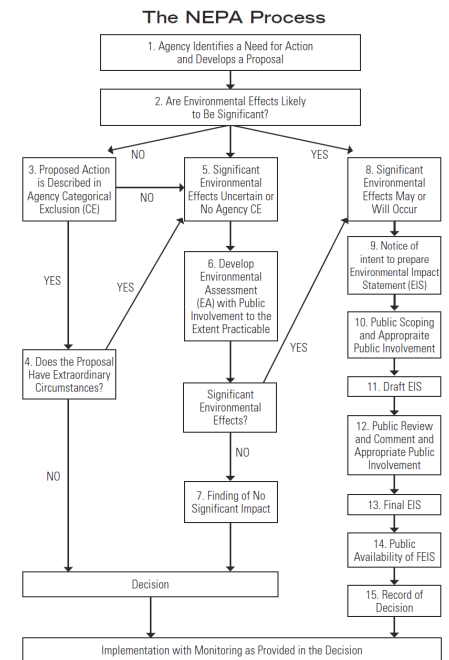 The NEPA Process
1. Agency Identifies a Need for Action
and Develops a Proposal
2. Are Environmental Effects Likely
to Be Significant?
NO
YES
3. Proposed Action
is Described in
Agency Categorical
Exclusion (CE)
NO
5. Significant
Environmental
Effects Uncertain or
No Agency CE
8. Significant
Environmental
Effects May or
Will Occur
YES
YES
6. Develop
Environmental
Assessment
(EA) with Public
Involvement to the
Extent Practicable
9. Notice of
intent to prepare
Environmental Impact
Statement (EIS)
10. Public Scoping
and Appropraite
Public Involvement
YES
4. Does the Proposal
Have Extraordinary
Circumstances?
Significant
Environmental
Effects?
11. Draft EIS
12. Public Review
and Comment and
Appropriate Public
Involvement
NO
NO
7. Finding of No
Significant Impact
13. Final EIS
14. Public
Availability of FEIS
Decision
15. Record of
Decision
Implementation with Monitoring as Provided in the Decision